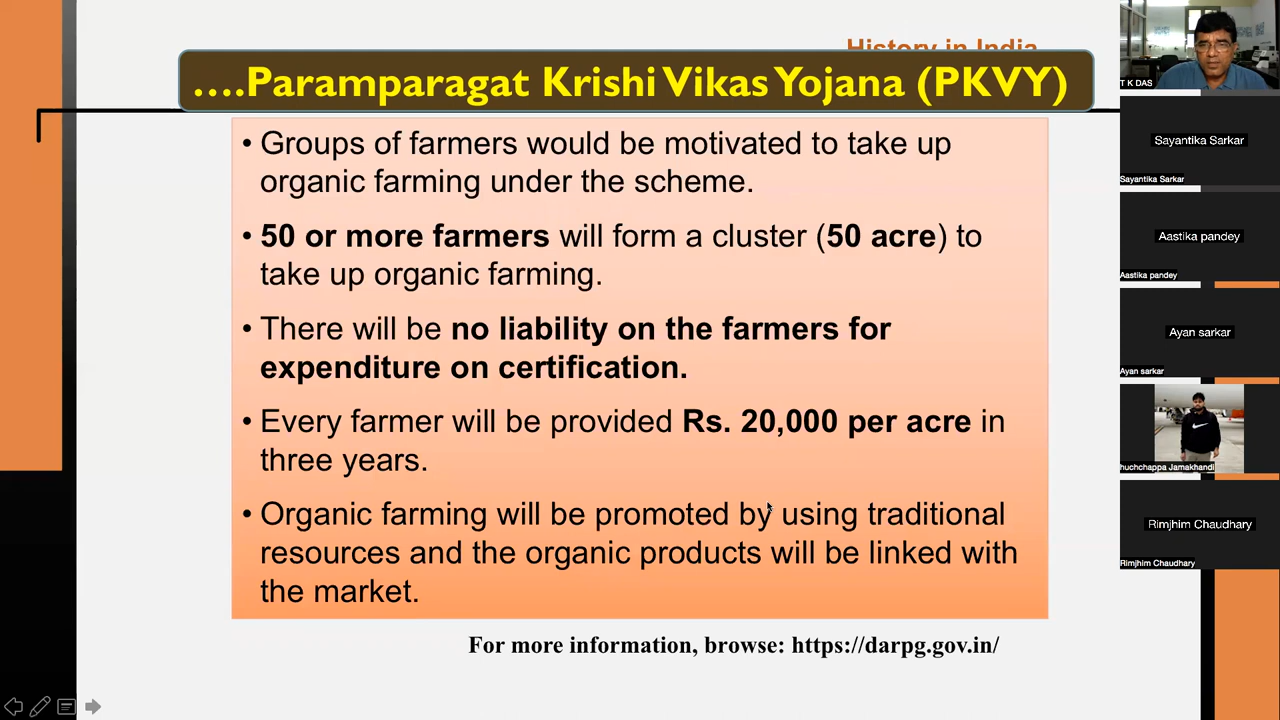 History in India
….Paramparagat Krishi Vikas Yojana (PKVY)
• Groups of farmers would be motivated to take up
organic farming under the scheme.
• 50 or more farmers will form a cluster (50 acre) to
take up organic farming.
• There will be no liability on the farmers for
expenditure on certification.
• Every farmer will be provided Rs. 20,000 per acre in
three years.
• Organic farming will be promoted by using traditional
resources and the organic products will be linked with
the market.
For more information, browse: https://darpg.gov.in/
T K DAS
Sayantika Sarkar
Sayantika Sarkar
Aastika pandey
Aastika pandey
Ayan sarkar
Ayan sarkar
huchchappa Jamakhandi
Rimjhim Chaudhary
Rimjhim Chaudhary